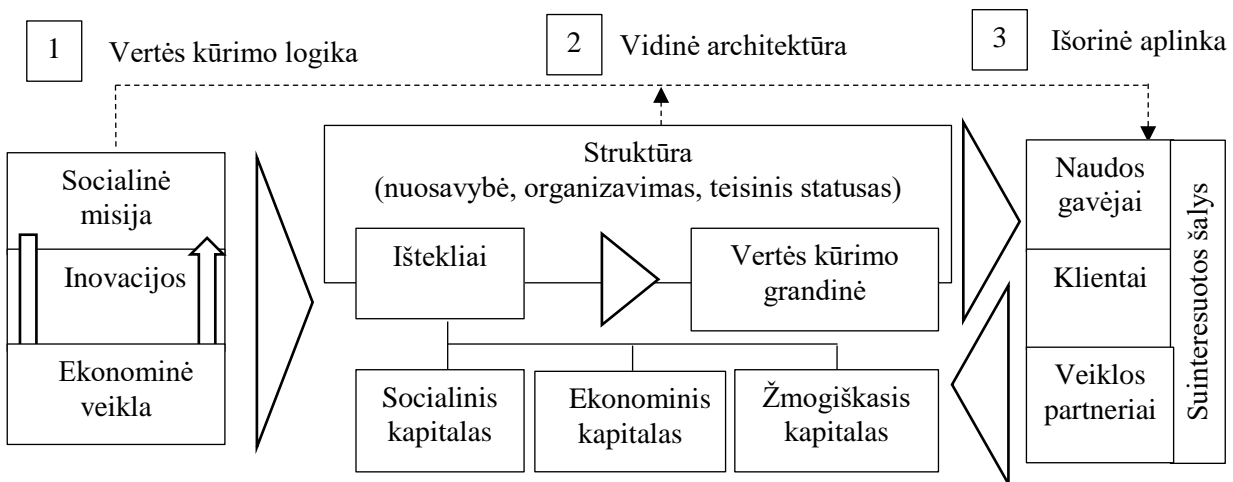 1
Vertės kūrimo logika
2
Vidinė architektūra
3
Išorinė aplinka
Socialinė
misija
Inovacijos
Ekonominė
veikla
Struktūra
(nuosavybė, organizavimas, teisinis statusas)
Ištekliai
Vertės kūrimo
grandinė
Socialinis
kapitalas
Ekonominis
kapitalas
Žmogiškasis
kapitalas
Naudos
gavėjai
Klientai
Veiklos
partneriai
Suinteresuotos šalys